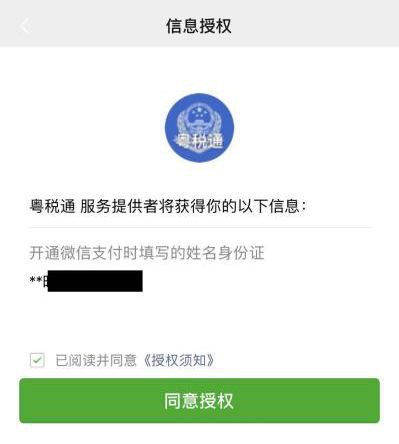 信息授权
粤税通
粤税通 服务提供者将获得你的以下信息：
开通微信支付时填写的姓名身份证
**
已阅读并同意《授权须知》
同意授权